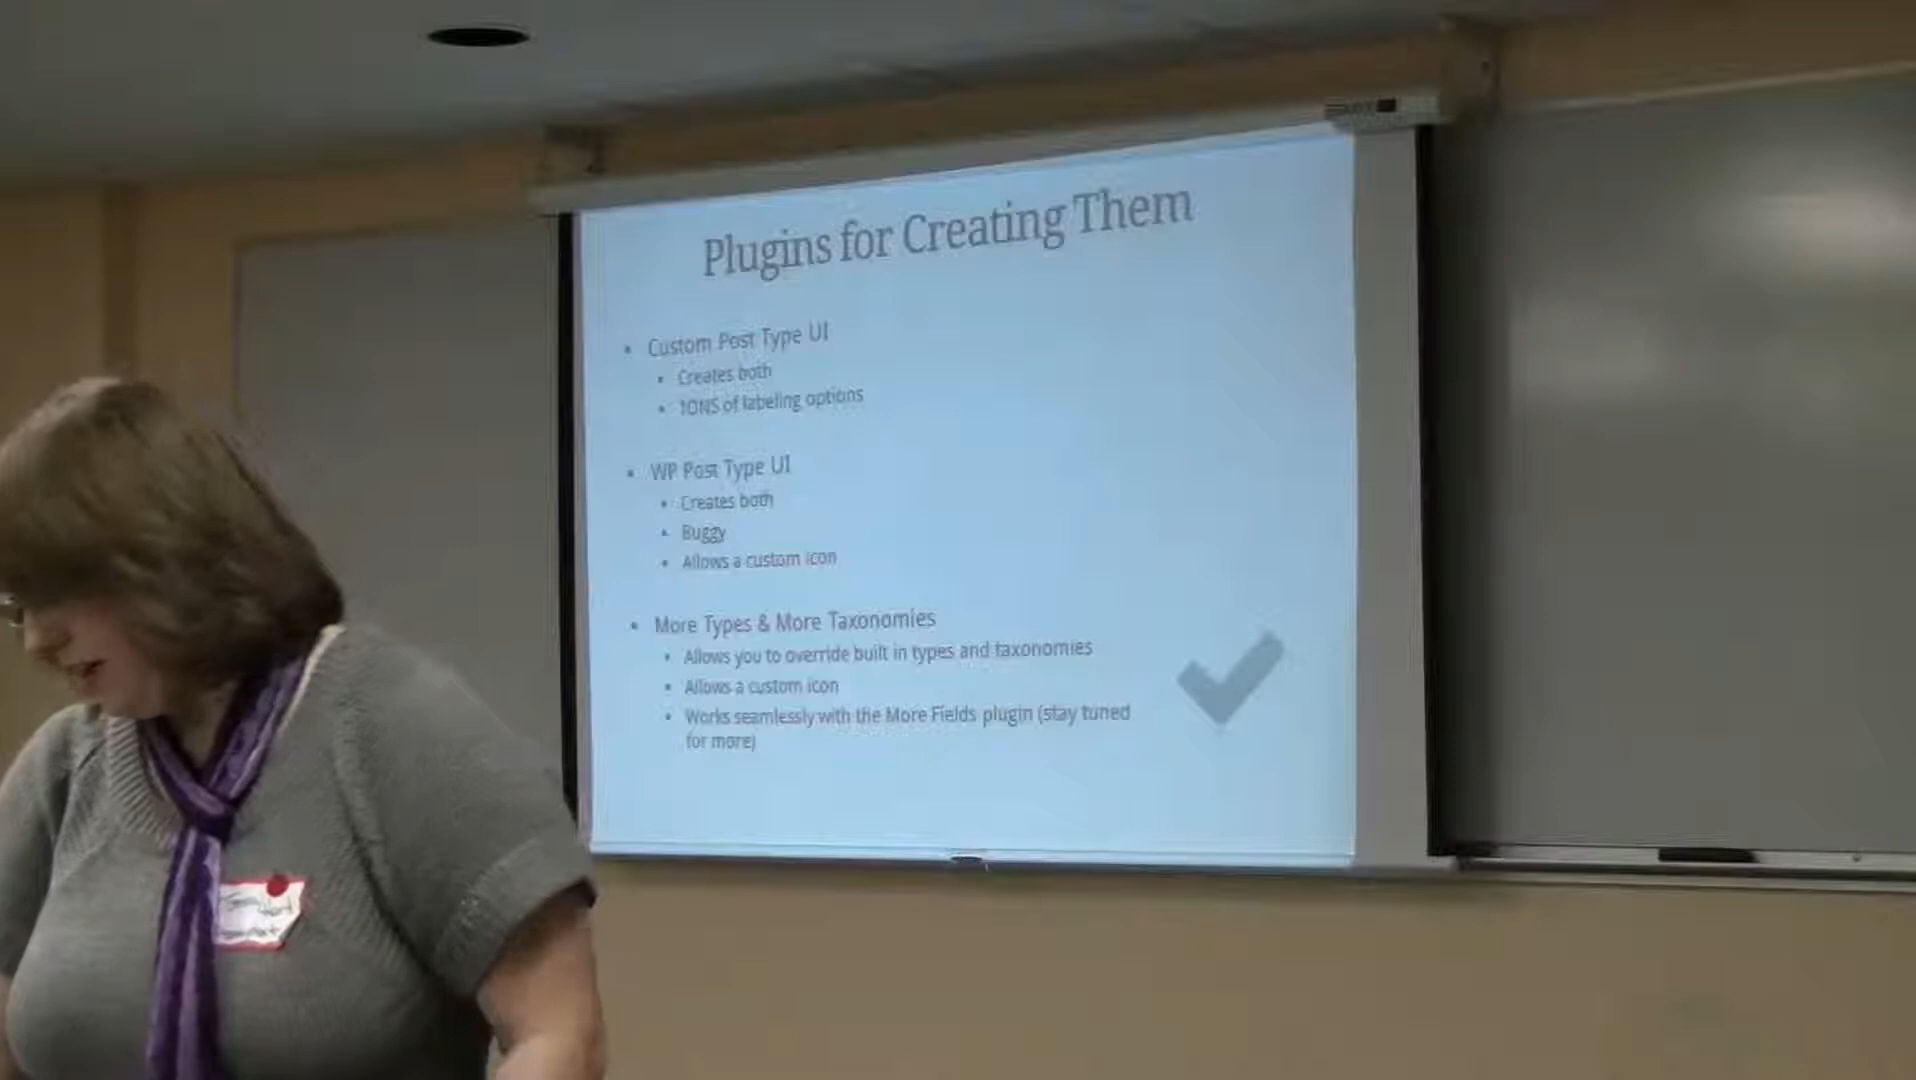 Plugins for Creating Them
• Custom Post Type UI
• Creates both
• TONS of labeling options
• WP Post Type UI
• Creates both
• Buggy
• Allows a custom icon
• More Types & More Taxonomies
• Allows you to override built in types and taxonomies
• Allows a custom icon
• Works seamlessly with the More Fields plugin (stay tuned
for more)